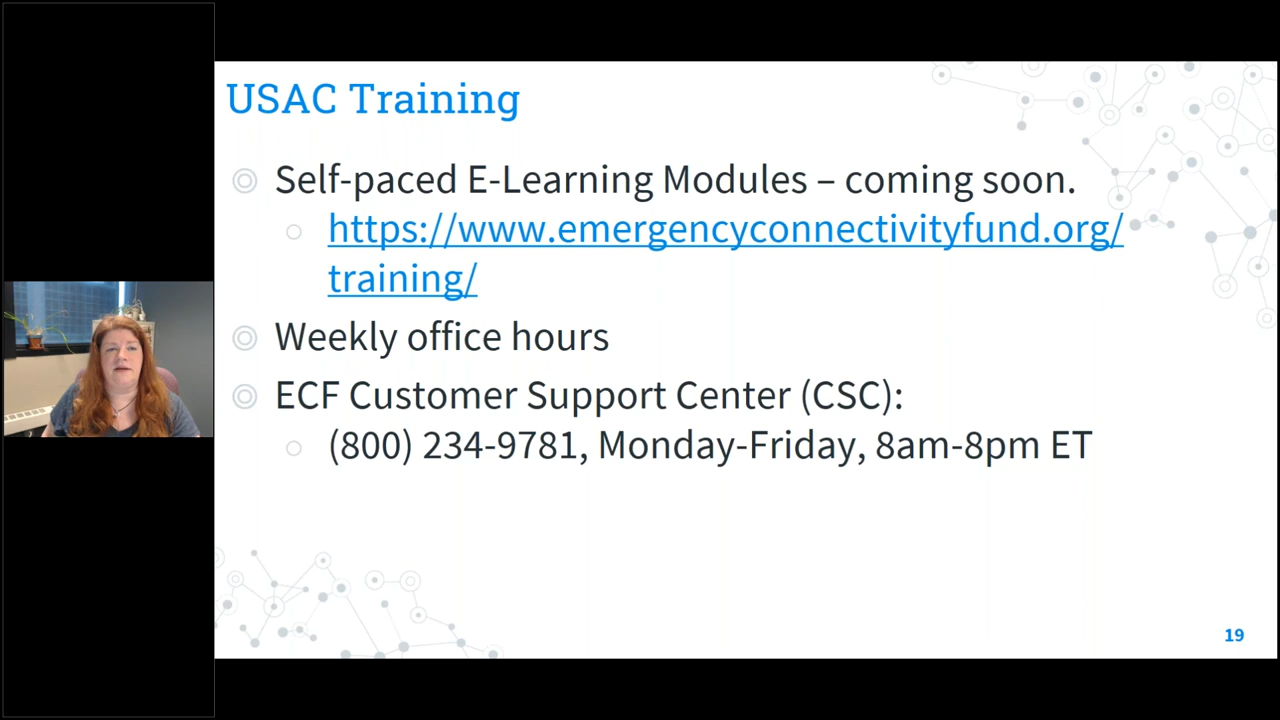 USAC Training
Self-paced E-Learning Modules – coming soon.
https://www.emergencyconnectivityfund.org/
training/
Weekly office hours
ECF Customer Support Center (CSC):
(800) 234-9781, Monday-Friday, 8am-8pm ET
19